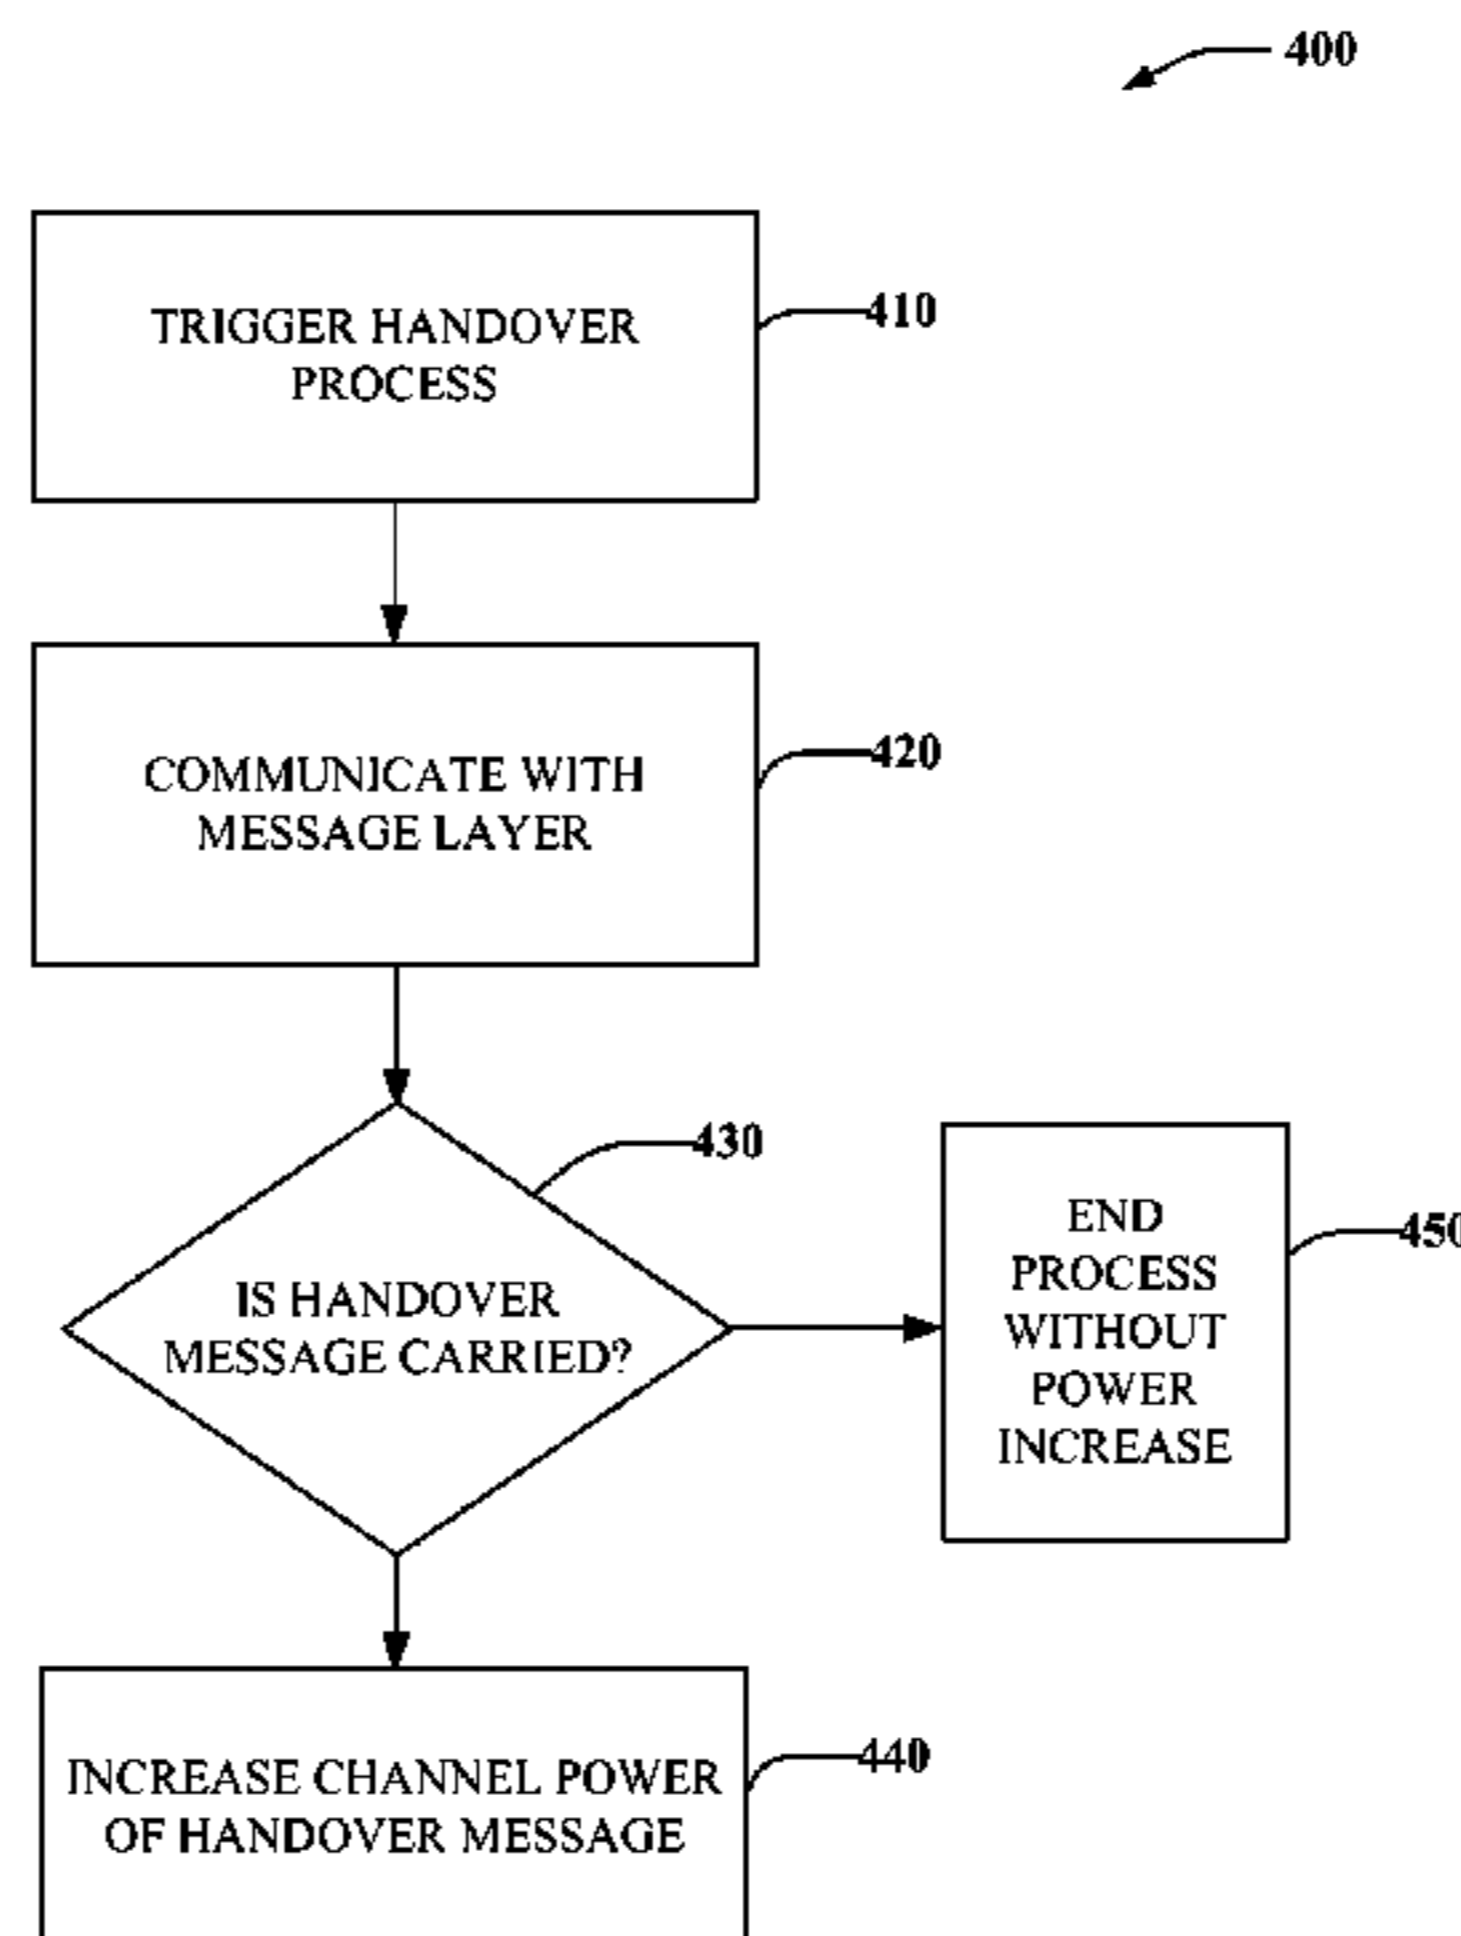 400
TRIGGER HANDOVER
PROCESS
410
COMMUNICATE WITH
MESSAGE LAYER
420
430
IS HANDOVER
MESSAGE CARRIED?
END
PROCESS
WITHOUT
POWER
INCREASE
450
INCREASE CHANNEL POWER
OF HANDOVER MESSAGE
440